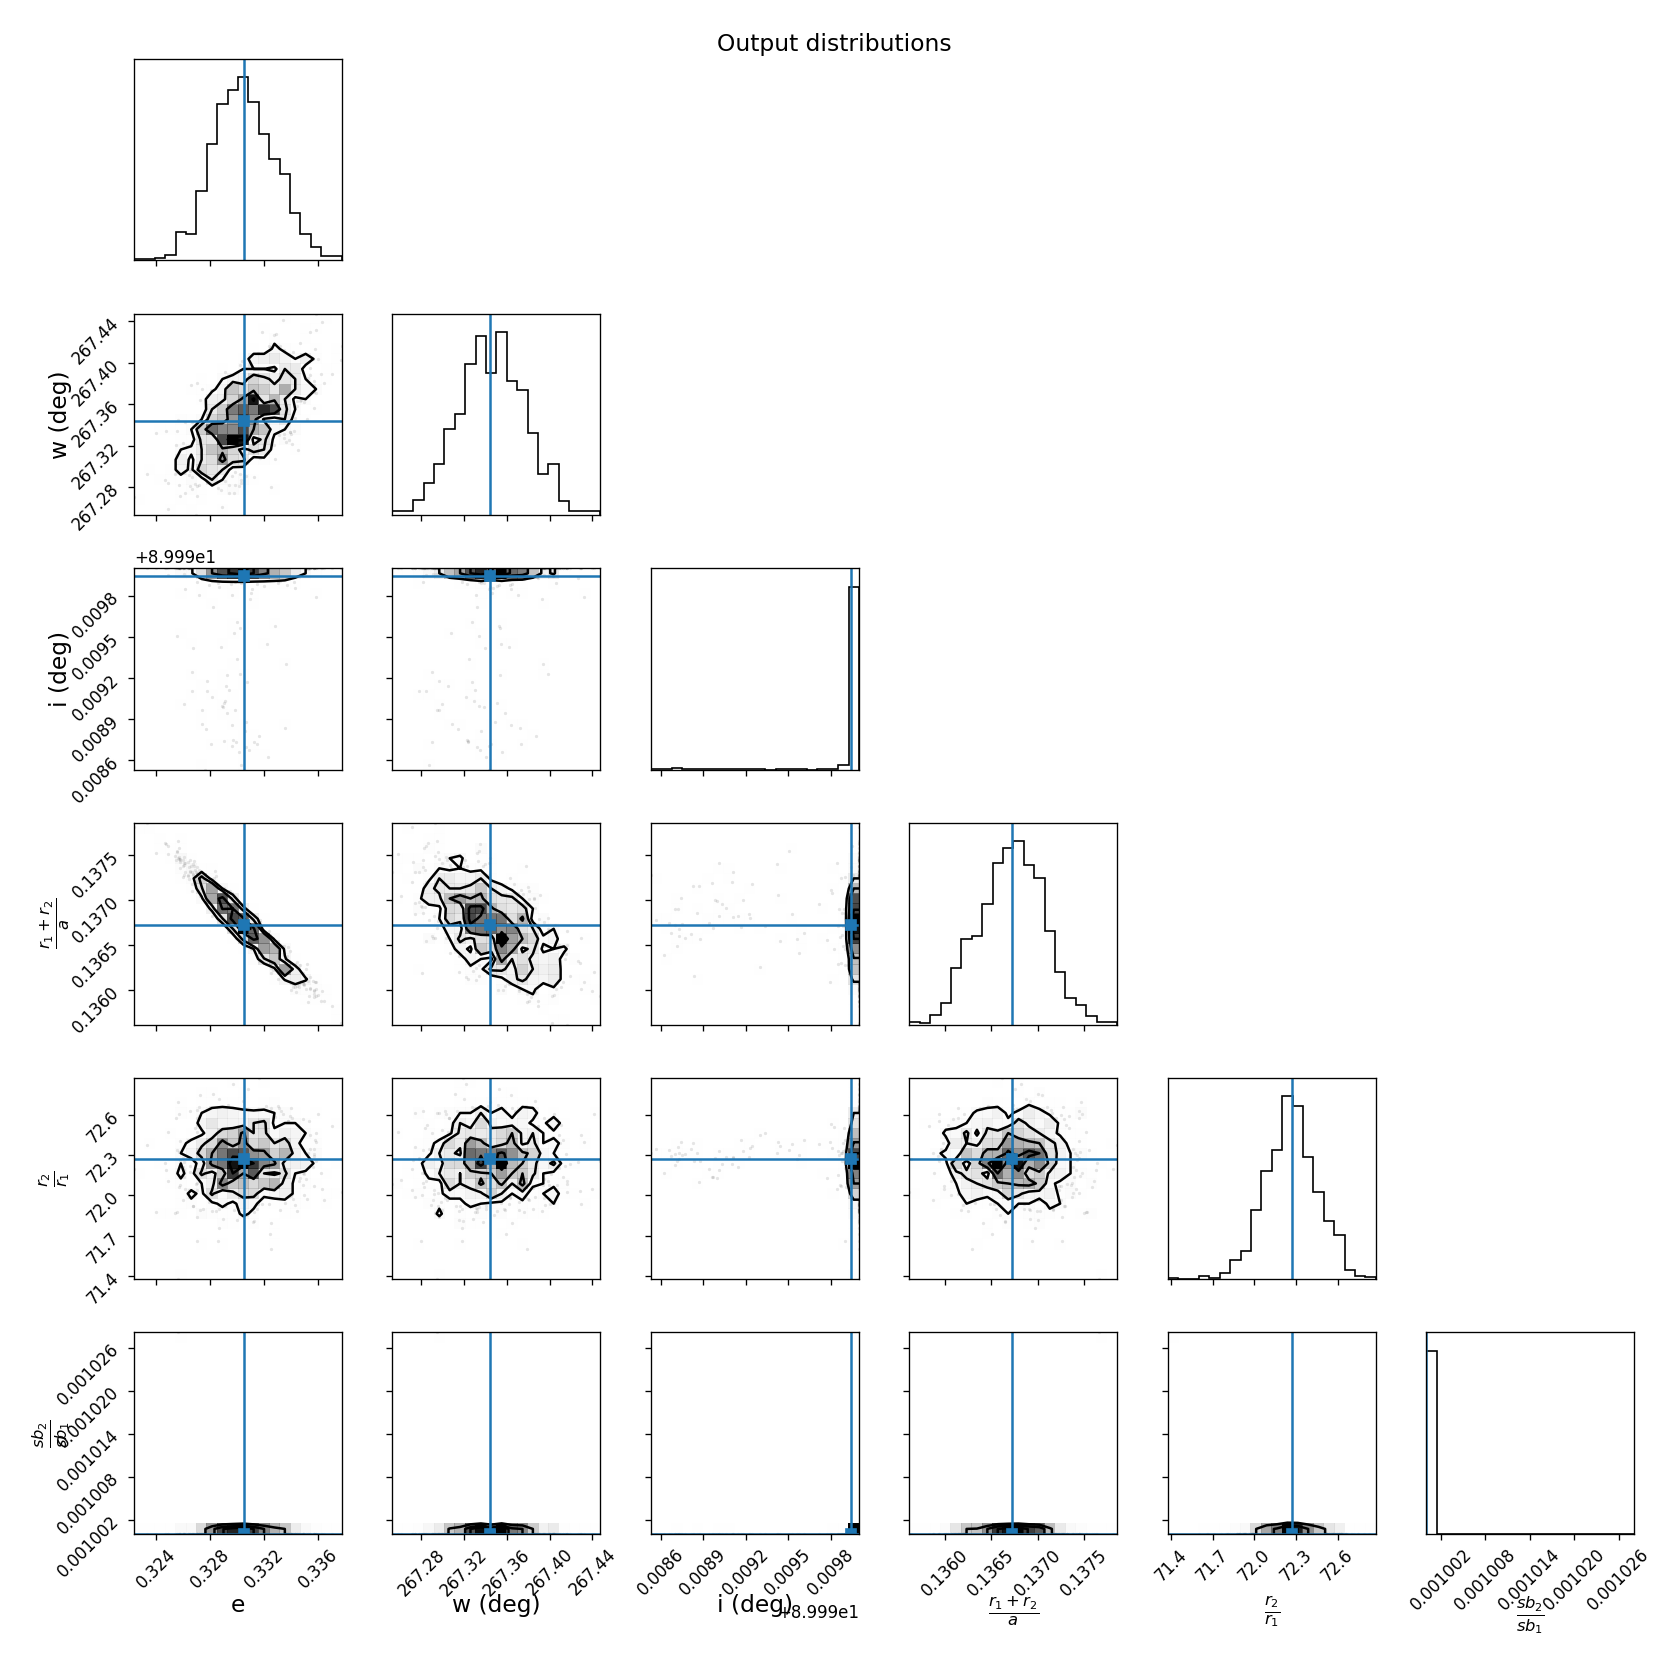 Output distributions
w (deg)
267.44
267.40
267.36
267.32
267.28
+8.999e1
i (deg)
0.0098
0.0095
0.0092
0.0089
0.0086
r₁ + r₂
a
0.1375
0.1370
0.1365
0.1360
r₂
r₁
72.6
72.3
72.0
71.7
71.4
sb₂
sb₁
0.001026
0.001020
0.001014
0.001008
0.001002
0.324 0.328 0.332 0.336
267.28 267.32 267.36 267.40 267.44
0.0086 0.0089 0.0092 0.0095 0.0098
0.1360 0.1365 0.1370 0.1375
71.4 71.7 72.0 72.3 72.6
0.001002 0.001008 0.001014 0.001020 0.001026
e
w (deg)
i (deg)
+8.999e1
r₁ + r₂
a
r₂
r₁
sb₂
sb₁